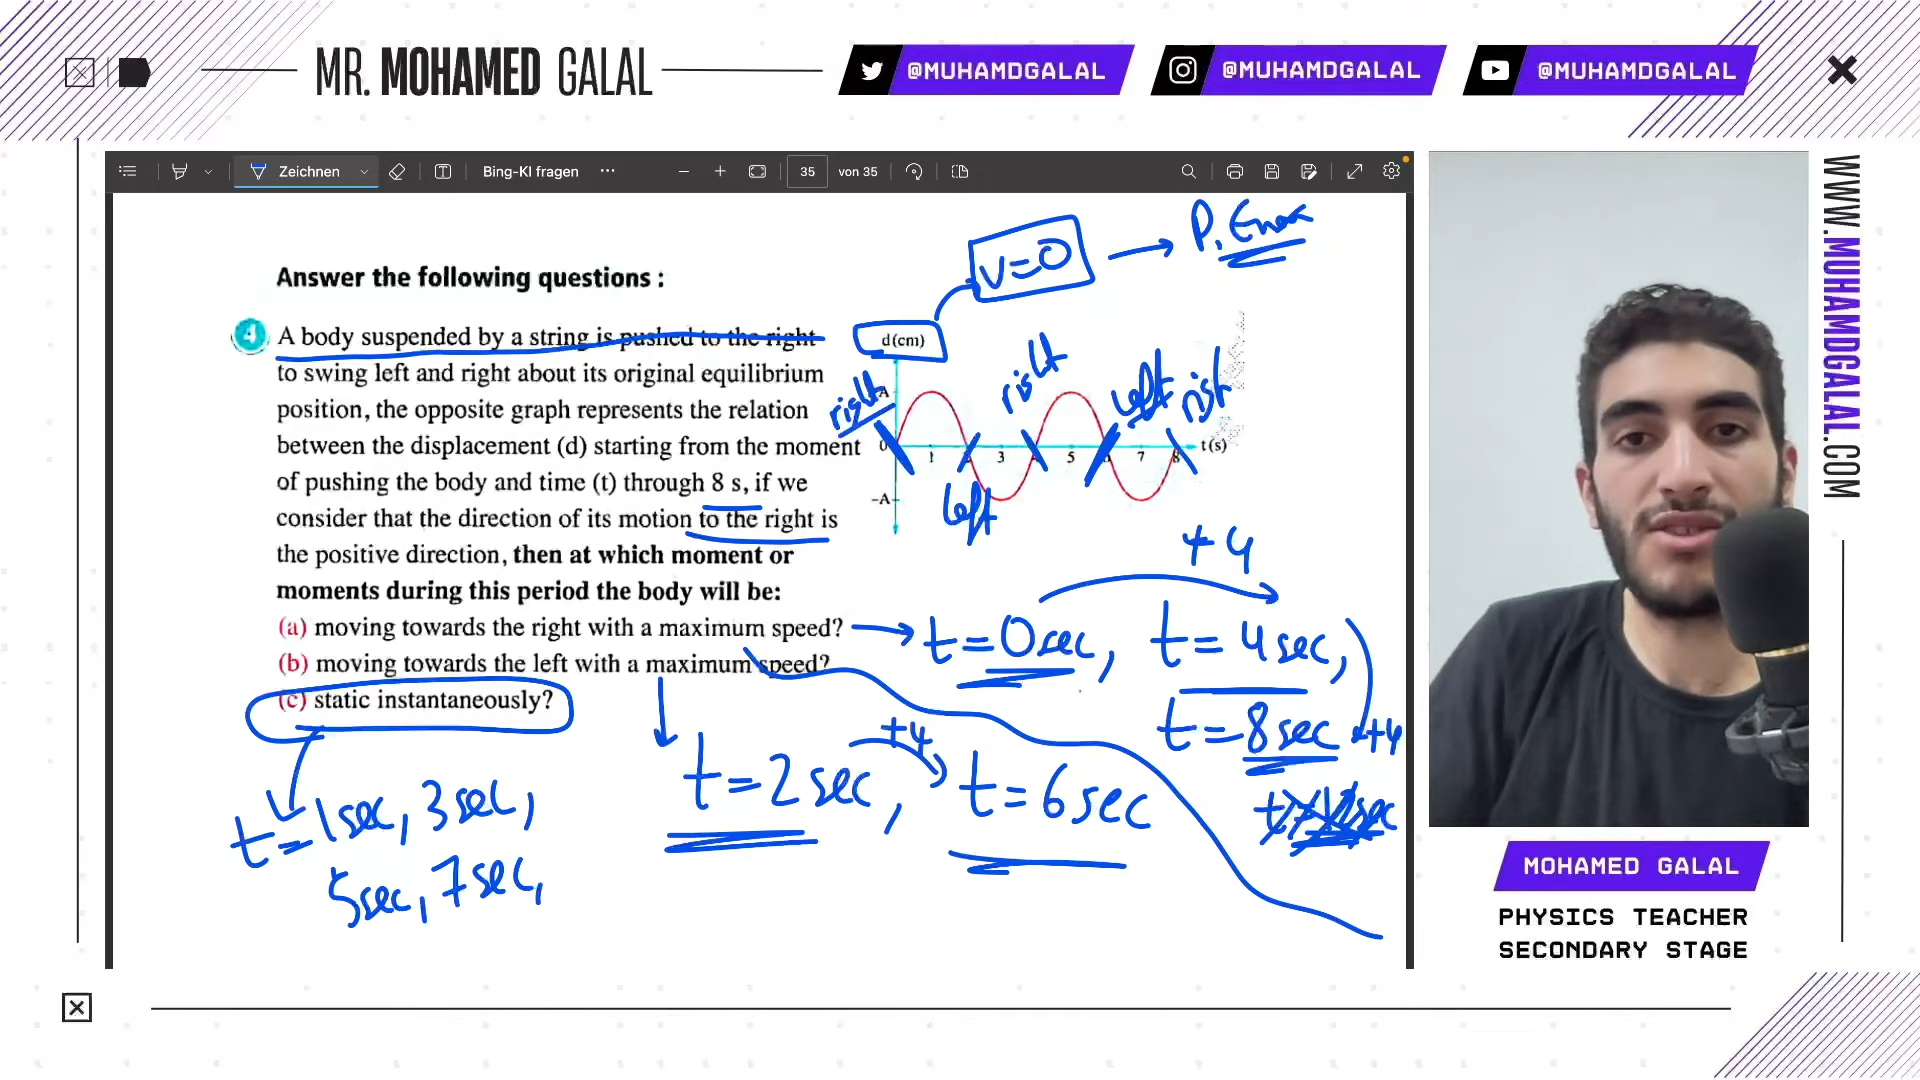 MR. MOHAMED GALAL
@MUHAMDGALAL
@MUHAMDGALAL
@MUHAMDGALAL
Zeichnen
Bing-KI fragen
35
von 35
WWW.MUHAMDGALAL.COM
Answer the following questions :
4
A body suspended by a string is pushed to the right
to swing left and right about its original equilibrium
position, the opposite graph represents the relation
between the displacement (d) starting from the moment
of pushing the body and time (t) through 8 s, if we
consider that the direction of its motion to the right is
the positive direction, then at which moment or
moments during this period the body will be:
(a) moving towards the right with a maximum speed?
(b) moving towards the left with a maximum speed?
(c) static instantaneously?
v=0
P.Emax
d(cm)
A
0
-A
1
3
5
7
8
t(s)
right
left
right
left
right
+4
t=0sec, t=4sec,
t=8sec +4
t=2sec, +4 t=6sec
t=1sec, 3sec,
5sec, 7sec,
MOHAMED GALAL
PHYSICS TEACHER
SECONDARY STAGE